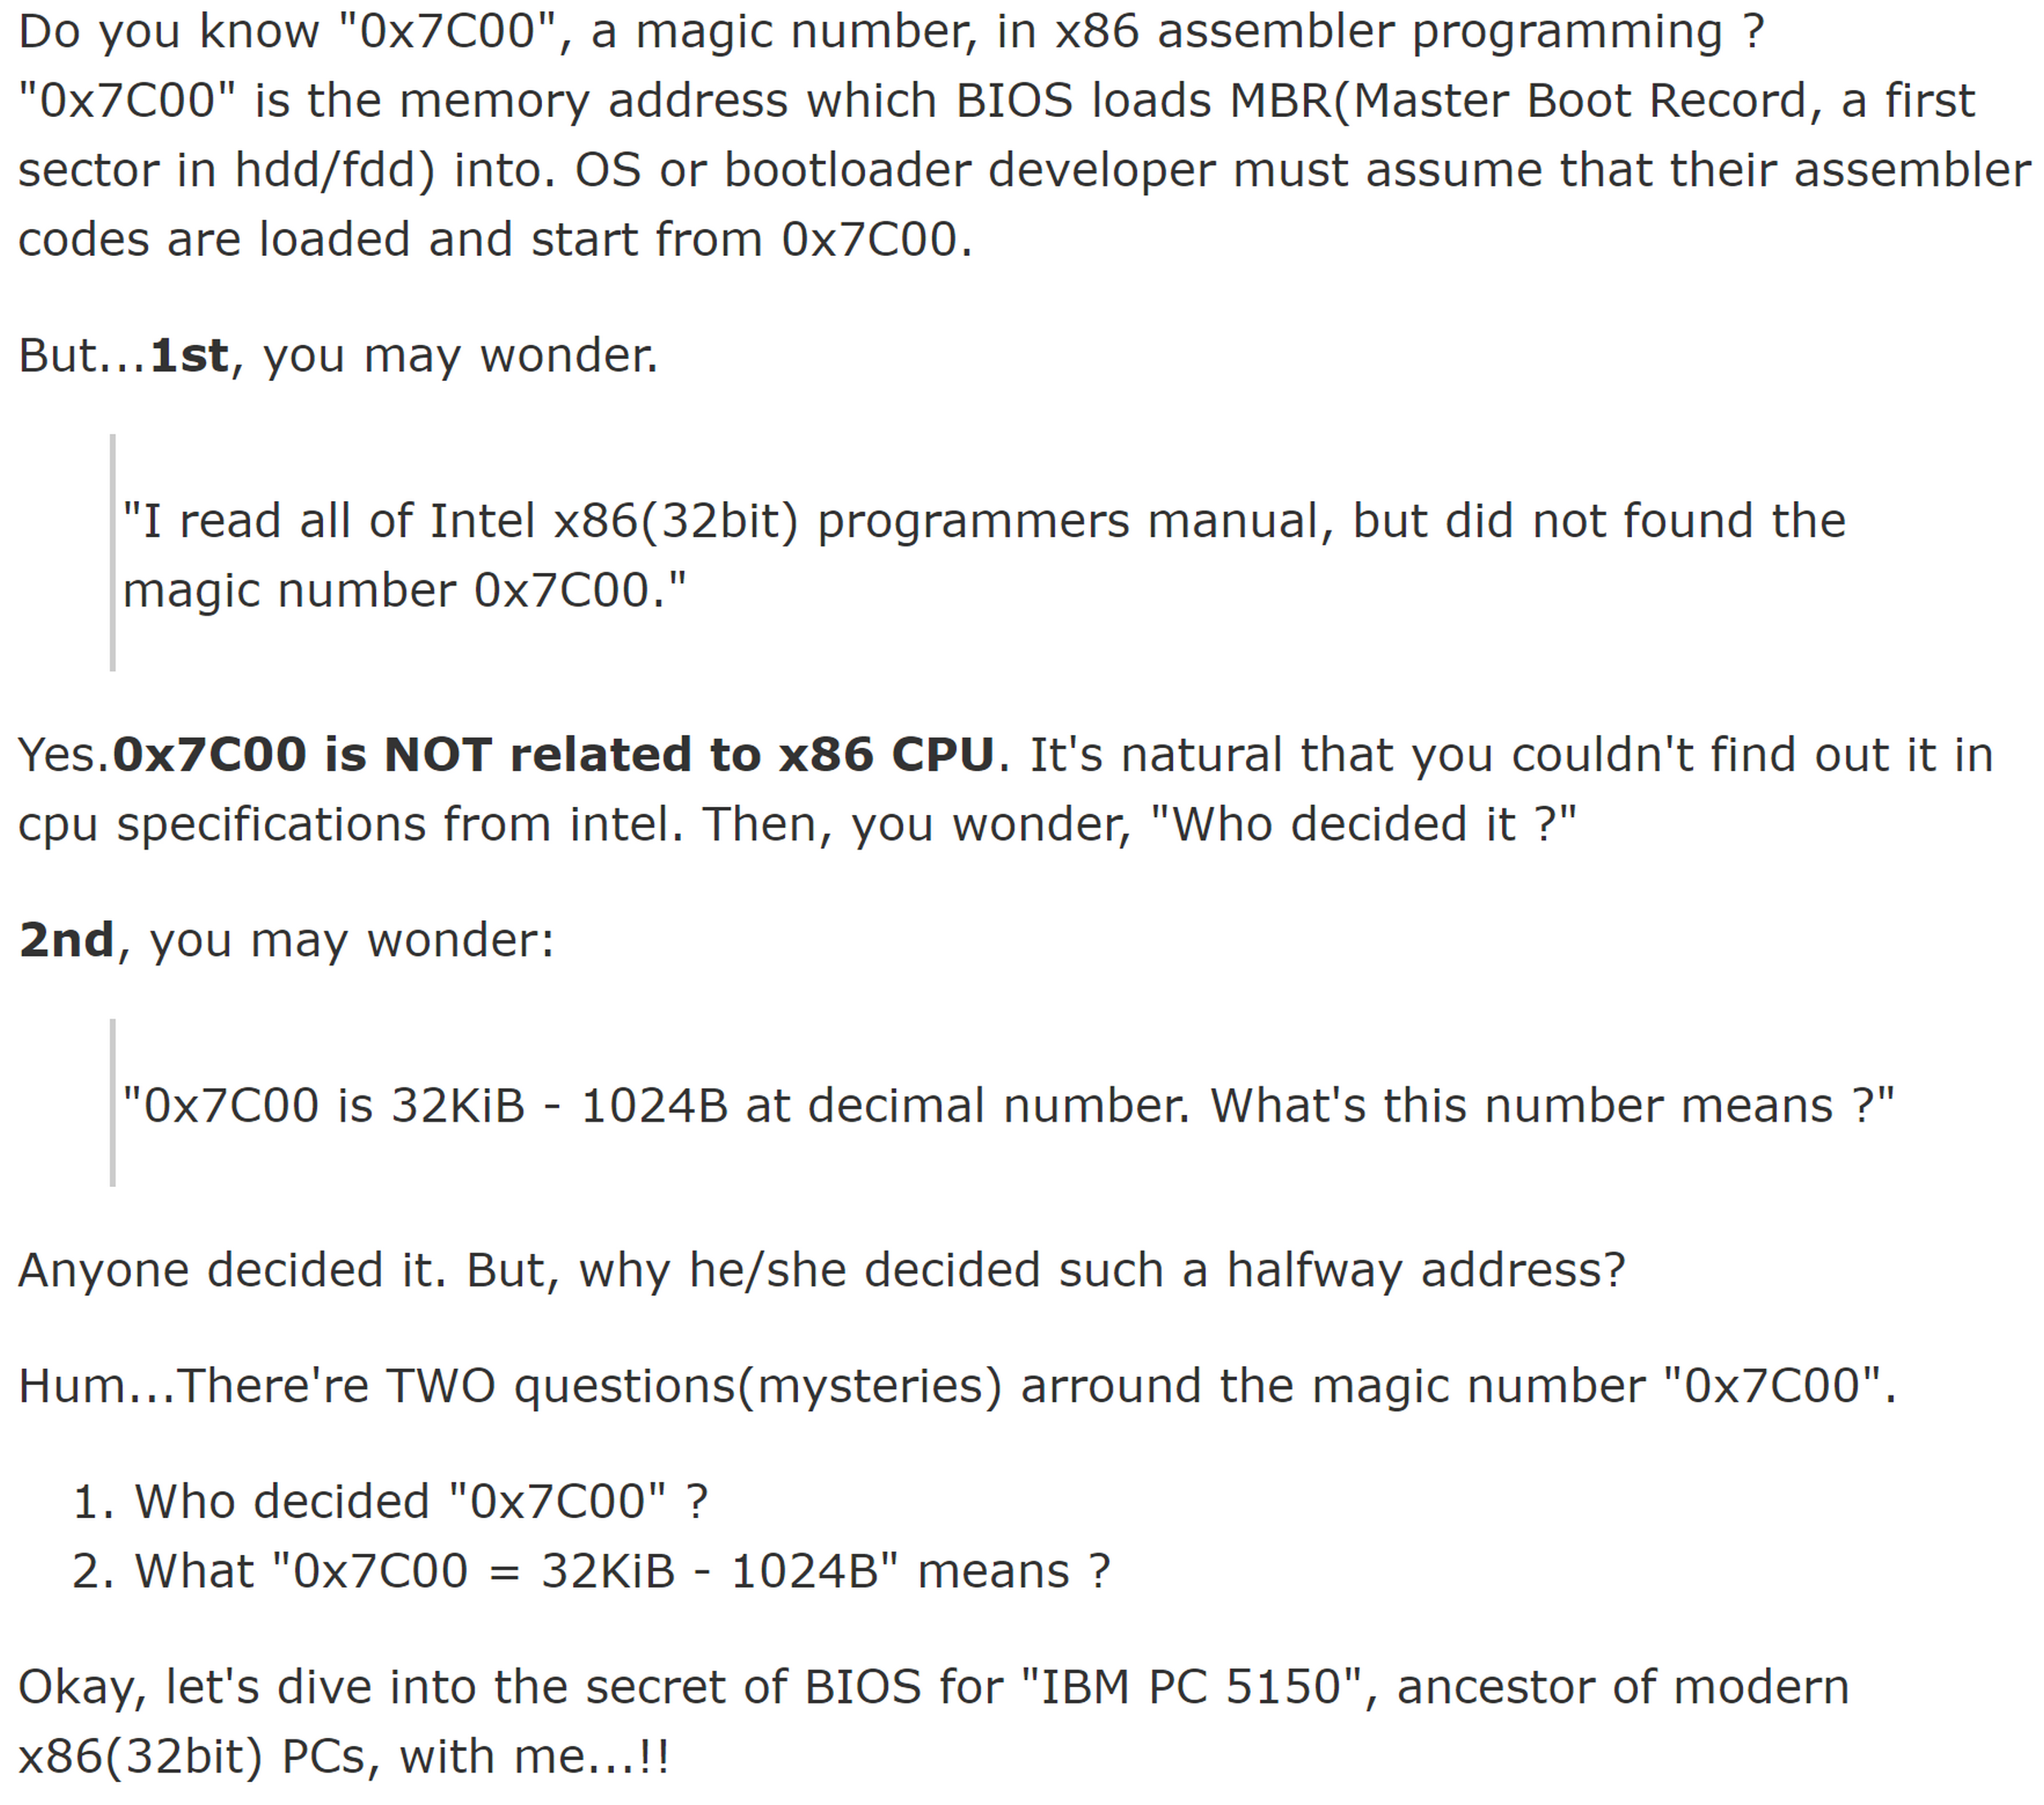 Do you know "0x7C00", a magic number, in x86 assembler programming ?
"0x7C00" is the memory address which BIOS loads MBR(Master Boot Record, a first
sector in hdd/fdd) into. OS or bootloader developer must assume that their assembler
codes are loaded and start from 0x7C00.
But...1st, you may wonder.
"I read all of Intel x86(32bit) programmers manual, but did not found the
magic number 0x7C00."
Yes.0x7C00 is NOT related to x86 CPU. It's natural that you couldn't find out it in
cpu specifications from intel. Then, you wonder, "Who decided it ?"
2nd, you may wonder:
"0x7C00 is 32KiB - 1024B at decimal number. What's this number means ?"
Anyone decided it. But, why he/she decided such a halfway address?
Hum...There're TWO questions(mysteries) arround the magic number "0x7C00".
1. Who decided "0x7C00" ?
2. What "0x7C00 = 32KiB - 1024B" means ?
Okay, let's dive into the secret of BIOS for "IBM PC 5150", ancestor of modern
x86(32bit) PCs, with me...!!